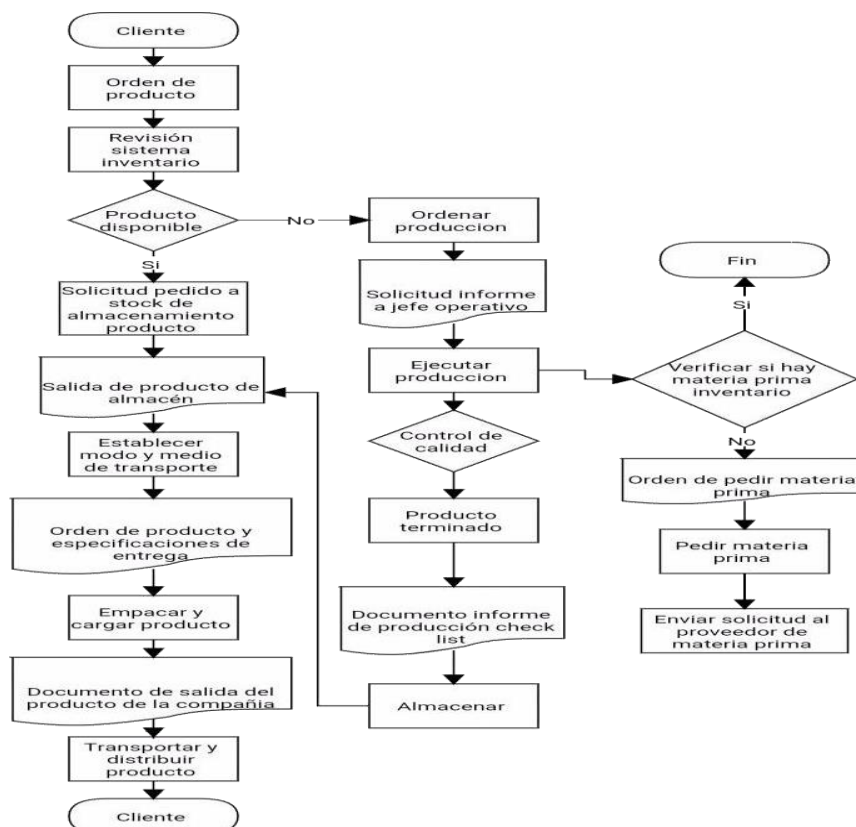 Cliente
Orden de
producto
Revisión
sistema
inventario
Producto
disponible
No
Si
Solicitud pedido a
stock de
almacenamiento
producto
Salida de producto de
almacén
Establecer
modo y medio
de transporte
Orden de producto y
especificaciones de
entrega
Empacar y
cargar producto
Documento de salida del
producto de la compañia
Transportar y
distribuir
producto
Cliente
Ordenar
produccion
Solicitud informe
a jefe operativo
Ejecutar
produccion
Control de
calidad
Producto
terminado
Documento informe
de producción check
list
Almacenar
Fin
Si
Verificar si hay
materia prima
inventario
No
Orden de pedir materia
prima
Pedir materia
prima
Enviar solicitud al
proveedor de
materia prima